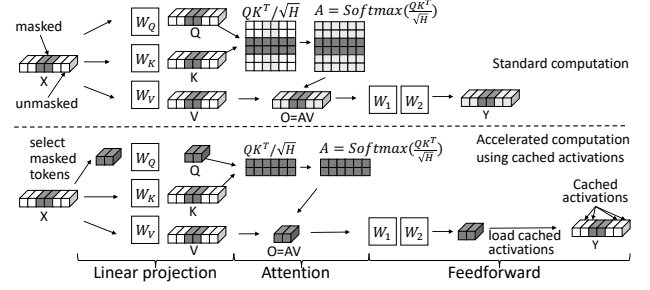 masked
X
unmasked
W_Q
W_K
W_V
Q
K
V
QK^T/√H
A = Softmax(QK^T/√H)
O=AV
W_1 W_2
Y
Standard computation
select
masked
tokens
X
W_Q
W_K
W_V
Q
K
V
QK^T/√H
A = Softmax(QK^T/√H)
O=AV
W_1 W_2
load cached
activations
Accelerated computation
using cached activations
Cached
activations
Y
Linear projection
Attention
Feedforward